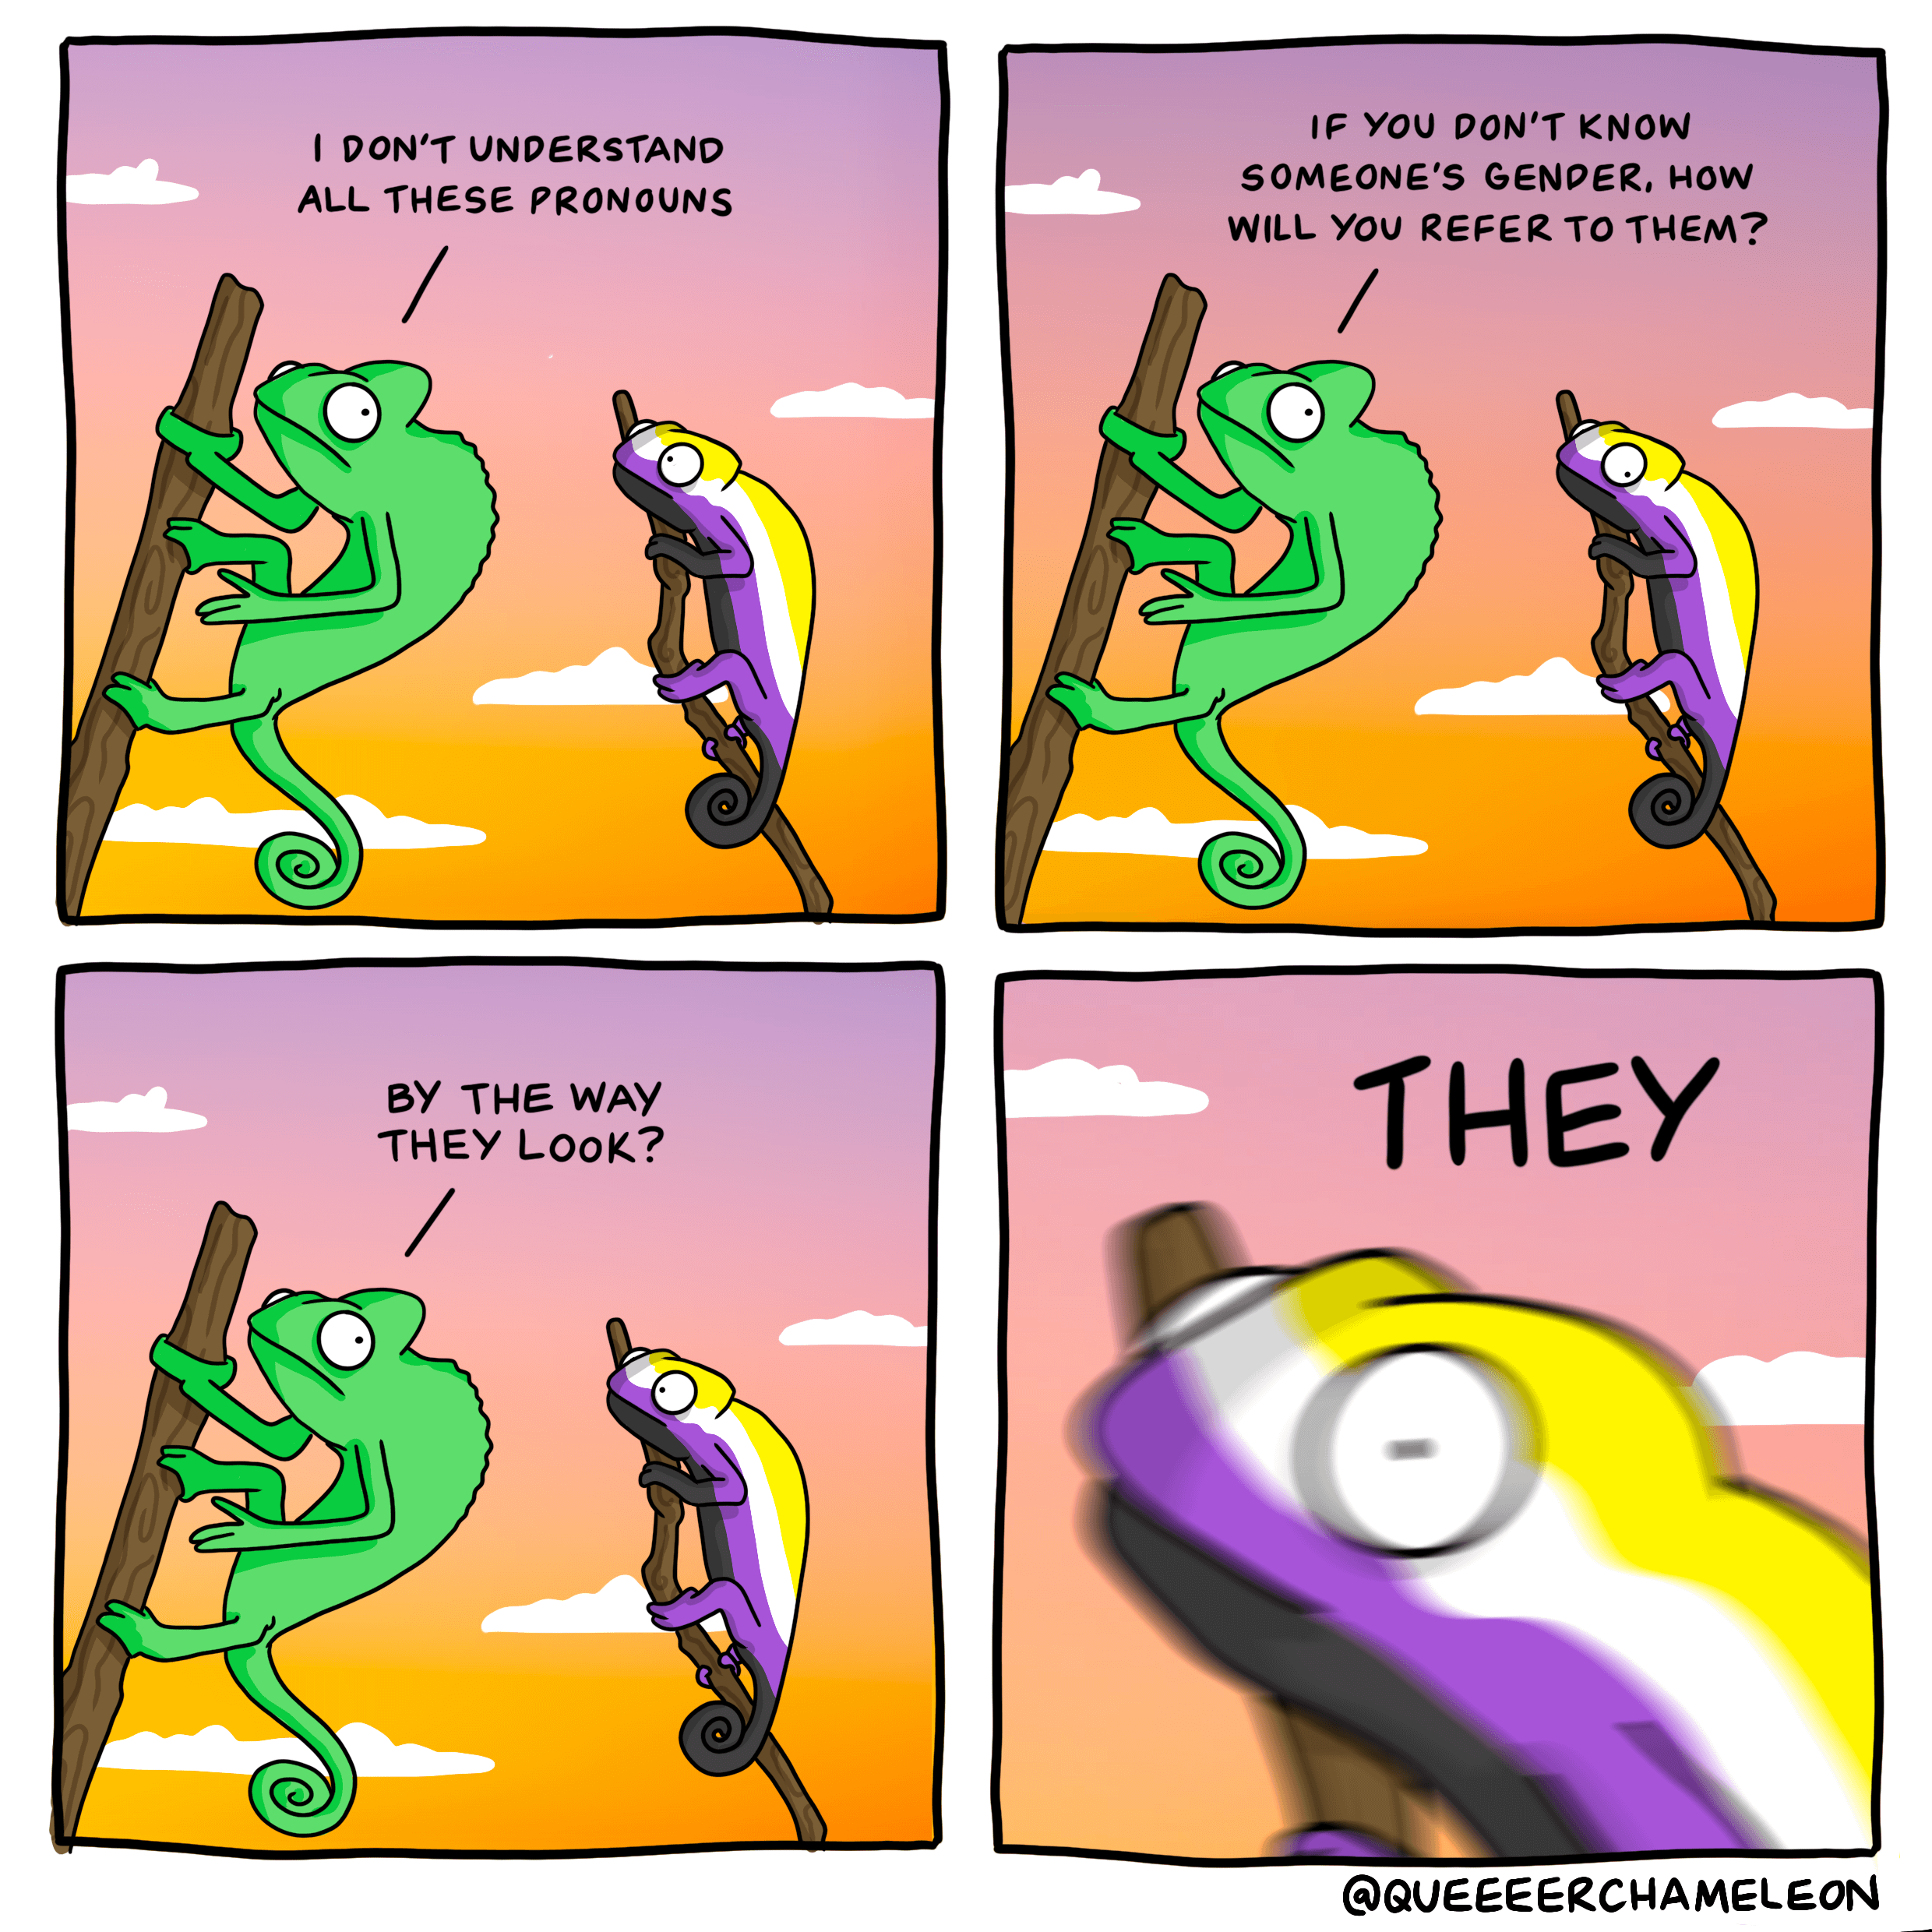 I DON'T UNDERSTAND
ALL THESE PRONOUNS
IF YOU DON'T KNOW
SOMEONE'S GENDER, HOW
WILL YOU REFER TO THEM?
BY THE WAY
THEY LOOK?
THEY
@QUEEEEERCHAMELEON